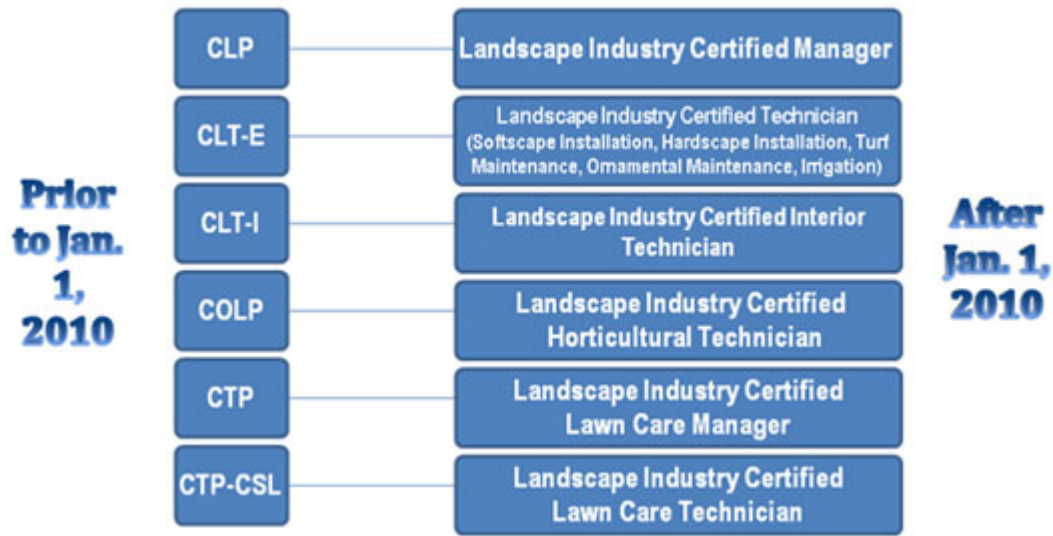 Prior
to Jan.
1,
2010
CLP
Landscape Industry Certified Manager
CLT-E
Landscape Industry Certified Technician
(Softscape Installation, Hardscape Installation, Turf
Maintenance, Ornamental Maintenance, Irrigation)
CLT-I
Landscape Industry Certified Interior
Technician
COLP
Landscape Industry Certified
Horticultural Technician
CTP
Landscape Industry Certified
Lawn Care Manager
CTP-CSL
Landscape Industry Certified
Lawn Care Technician
After
Jan. 1,
2010